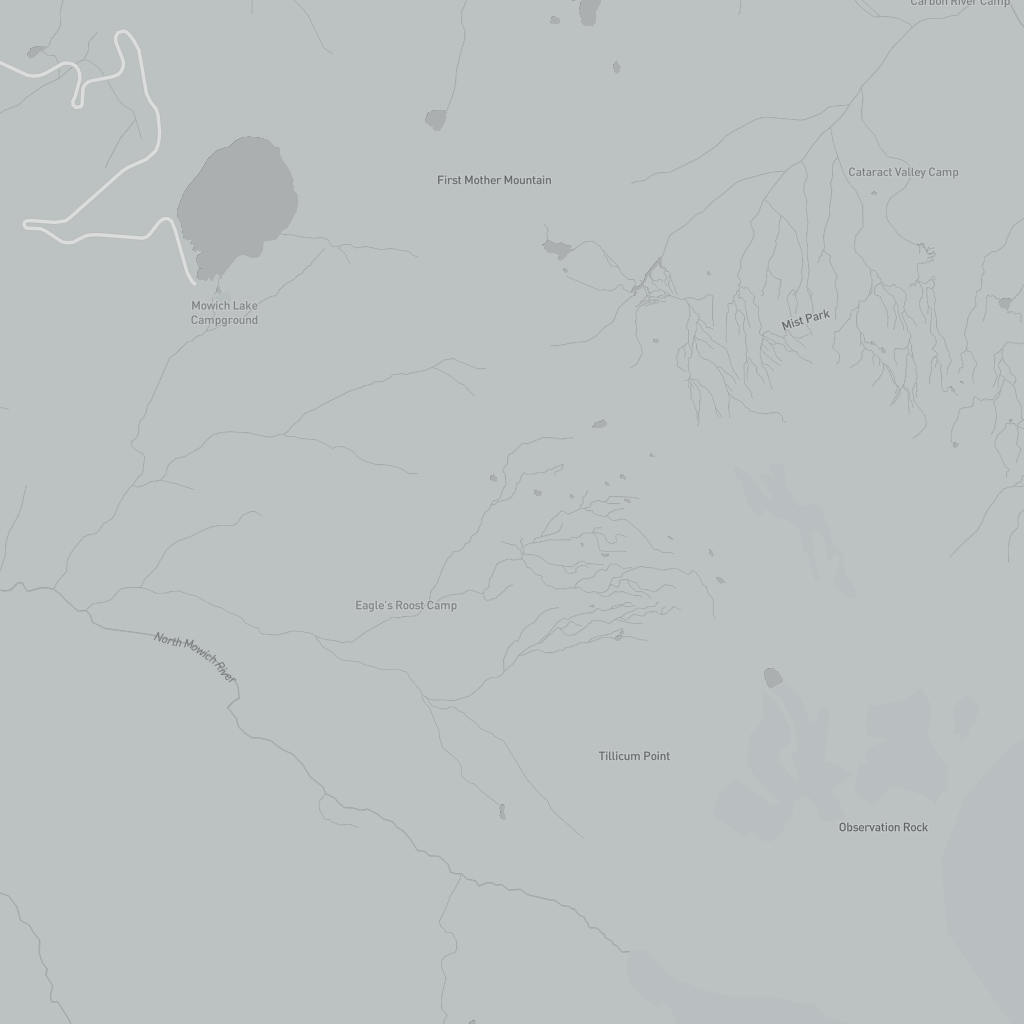 Carbon River Camp
Cataract Valley Camp
First Mother Mountain
Mowich Lake
Campground
Mist Park
Eagle's Roost Camp
North Mowich River
Tillicum Point
Observation Rock